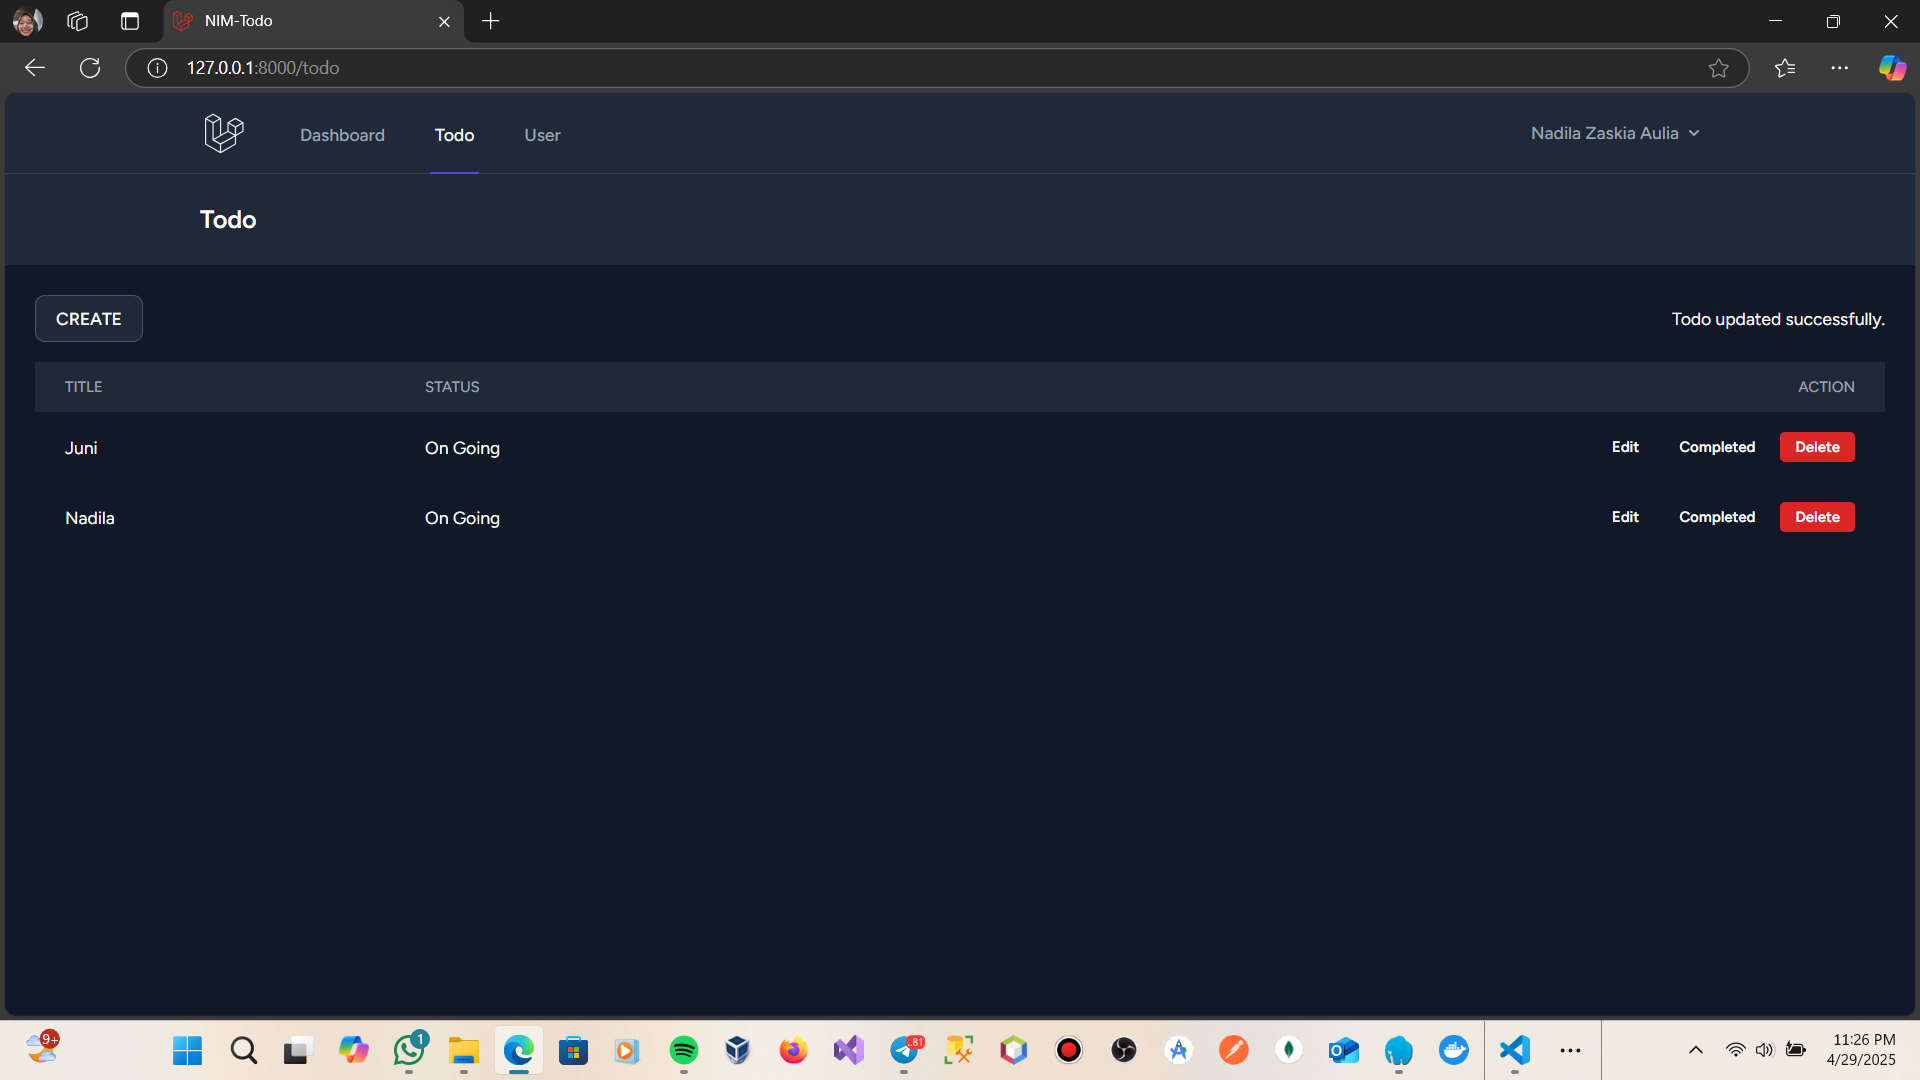 NIM-Todo
127.0.0.1:8000/todo
Dashboard Todo User Nadila Zaskia Aulia
Todo
CREATE Todo updated successfully.
TITLE STATUS ACTION
Juni On Going Edit Completed Delete
Nadila On Going Edit Completed Delete
9+ 1 81 11:26 PM
4/29/2025